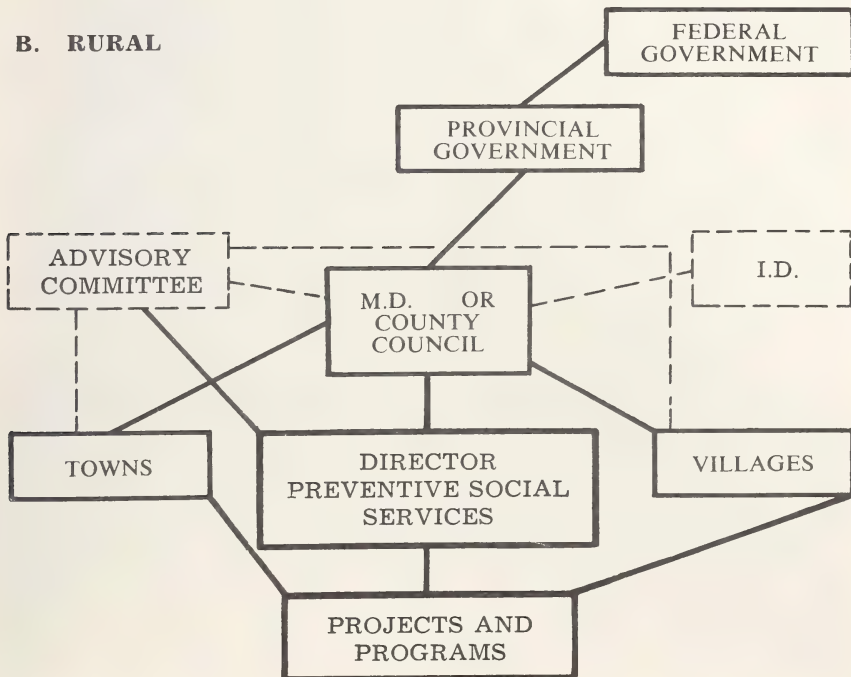 B. RURAL
FEDERAL
GOVERNMENT
PROVINCIAL
GOVERNMENT
ADVISORY
COMMITTEE
M.D. OR
COUNTY
COUNCIL
I.D.
TOWNS
DIRECTOR
PREVENTIVE SOCIAL
SERVICES
VILLAGES
PROJECTS AND
PROGRAMS